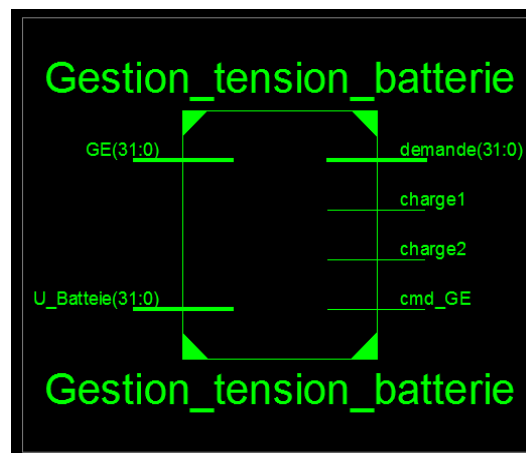 Gestion_tension_batterie
GE(31:0)
demande(31:0)
charge1
charge2
U_Batteie(31:0)
cmd_GE
Gestion_tension_batterie